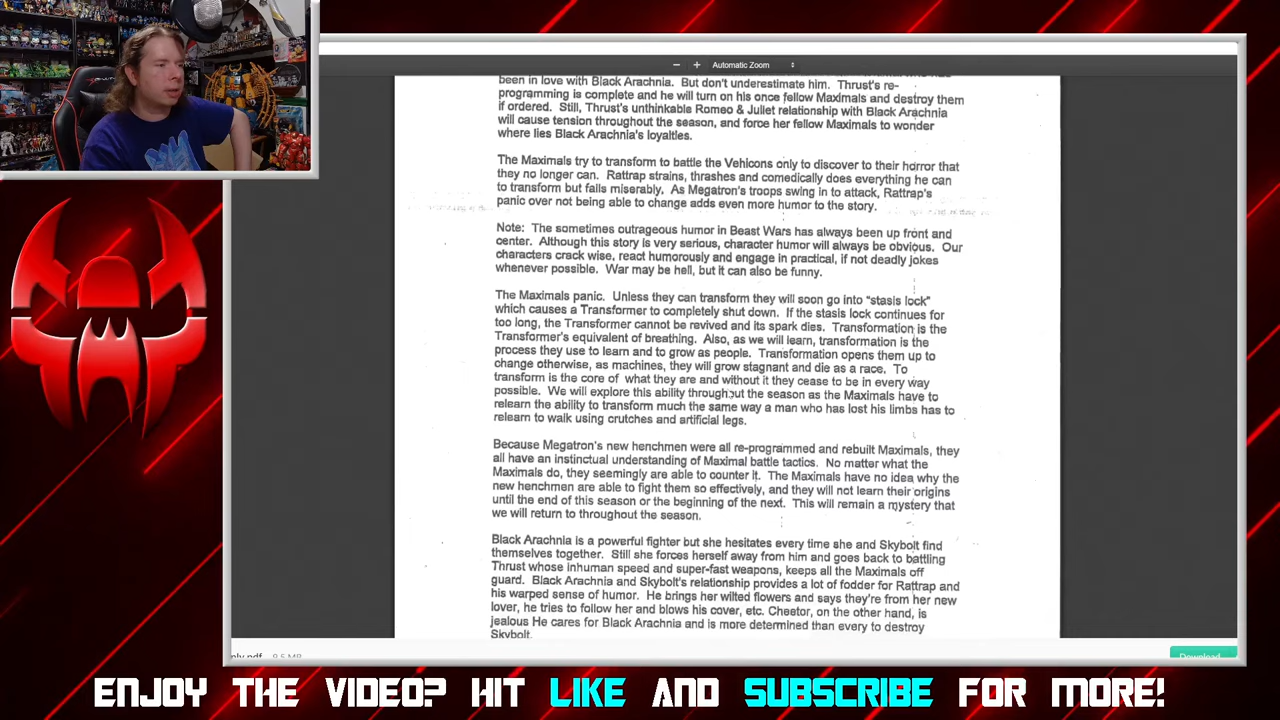 Automatic Zoom
been in love with Black Arachnia. But don't underestimate him. Thrust's re-
programming is complete and he will turn on his once fellow Maximals and destroy them
if ordered. Still, Thrust's unthinkable Romeo & Juliet relationship with Black Arachnia
will cause tension throughout the season, and force her fellow Maximals to wonder
where lies Black Arachnia's loyalties.
The Maximals try to transform to battle the Vehicons only to discover to their horror that
they no longer can. Rattrap strains, thrashes and comedically does everything he can
to transform but fails miserably. As Megatron's troops swing in to attack, Rattrap's
panic over not being able to change adds even more humor to the story.
Note: The sometimes outrageous humor in Beast Wars has always been up front and
center. Although this story is very serious, character humor will always be obvious. Our
characters crack wise, react humorously and engage in practical, if not deadly jokes
whenever possible. War may be hell, but it can also be funny.
The Maximals panic. Unless they can transform they will soon go into "stasis lock"
which causes a Transformer to completely shut down. If the stasis lock continues for
too long, the Transformer cannot be revived and its spark dies. Transformation is the
Transformer's equivalent of breathing. Also, as we will learn, transformation is the
process they use to learn and to grow as people. Transformation opens them up to
change otherwise, as machines, they will grow stagnant and die as a race. To
transform is the core of what they are and without it they cease to be in every way
possible. We will explore this ability throughout the season as the Maximals have to
relearn the ability to transform much the same way a man who has lost his limbs has to
relearn to walk using crutches and artificial legs.
Because Megatron's new henchmen were all re-programmed and rebuilt Maximals, they
all have an instinctual understanding of Maximal battle tactics. No matter what the
Maximals do, they seemingly are able to counter it. The Maximals have no idea why the
new henchmen are able to fight them so effectively, and they will not learn their origins
until the end of this season or the beginning of the next. This will remain a mystery that
we will return to throughout the season.
Black Arachnia is a powerful fighter but she hesitates every time she and Skybolt find
themselves together. Still she forces herself away from him and goes back to battling
Thrust whose inhuman speed and super-fast weapons, keeps all the Maximals off
guard. Black Arachnia and Skybolt's relationship provides a lot of fodder for Rattrap and
his warped sense of humor. He brings her wilted flowers and says they're from her new
lover, he tries to follow her and blows his cover, etc. Cheetor, on the other hand, is
jealous He cares for Black Arachnia and is more determined than every to destroy
Skybolt.
9.5 MB
Download
ENJOY THE VIDEO? HIT LIKE AND SUBSCRIBE FOR MORE!